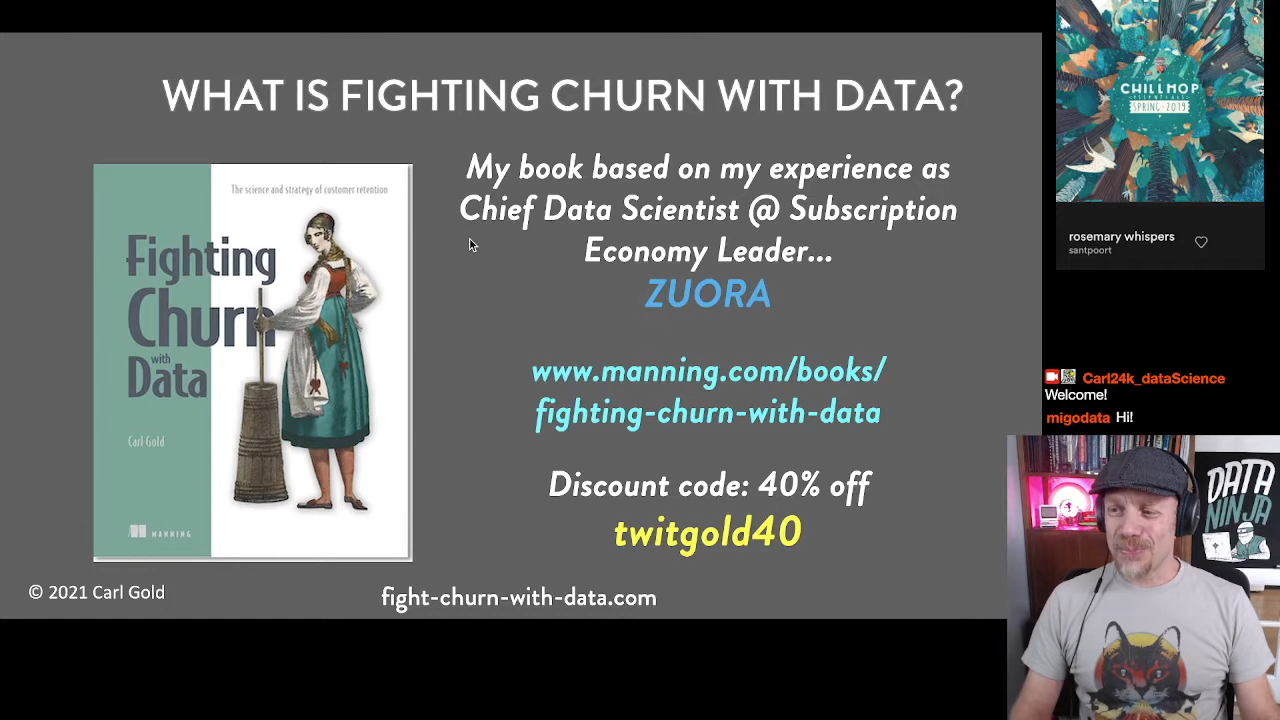 WHAT IS FIGHTING CHURN WITH DATA?
The science and strategy of customer retention
Fighting
Churn
with
Data
Carl Gold
MANNING
My book based on my experience as
Chief Data Scientist @ Subscription
Economy Leader...
ZUORA
www.manning.com/books/
fighting-churn-with-data
Discount code: 40% off
twitgold40
© 2021 Carl Gold
fight-churn-with-data.com
CHILLHOP
ESSENTIALS
SPRING · 2019
rosemary whispers
santpoort
Carl24k_dataScience
Welcome!
migodata Hi!
DATA
NINJA